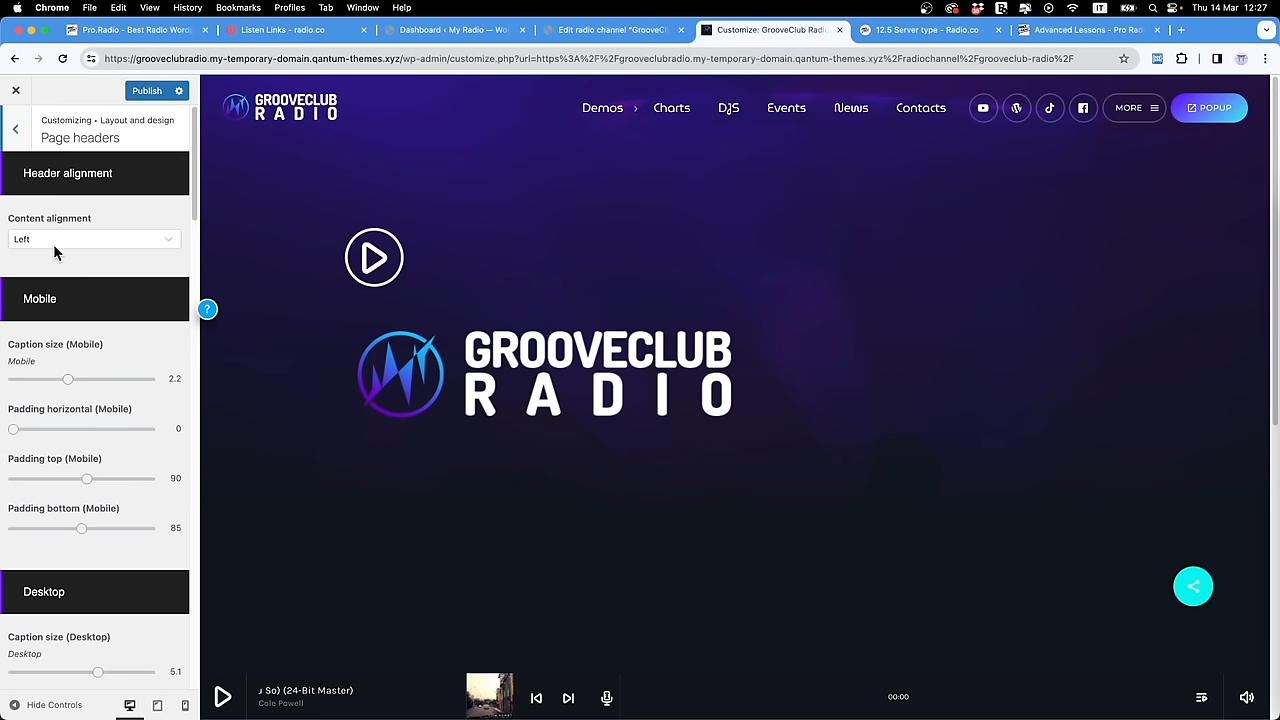 Chrome File Edit View History Bookmarks Profiles Tab Window Help
IT
Thu 14 Mar 12:27
Pro.Radio - Best Radio Word
Listen Links - radio.co
Dashboard ‹ My Radio — Wo
Edit radio channel "GrooveCl
Customize: GrooveClub Radi
12.5 Server type - Radio.co -
Advanced Lessons - Pro Rad
https://grooveclubradio.my-temporary-domain.qantum-themes.xyz/wp-admin/customize.php?url=https%3A%2F%2Fgrooveclubradio.my-temporary-domain.qantum-themes.xyz%2Fradiochannel%2Fgrooveclub-radio%2F
Publish
Customizing • Layout and design
Page headers
Header alignment
Content alignment
Left
Mobile
Caption size (Mobile)
Mobile
2.2
Padding horizontal (Mobile)
0
Padding top (Mobile)
90
Padding bottom (Mobile)
85
Desktop
Caption size (Desktop)
Desktop
5.1
Hide Controls
?
GROOVECLUB
RADIO
Demos
Charts
DJS
Events
News
Contacts
MORE
POPUP
GROOVECLUB
RADIO
So) (24-Bit Master)
Cole Powell
00:00